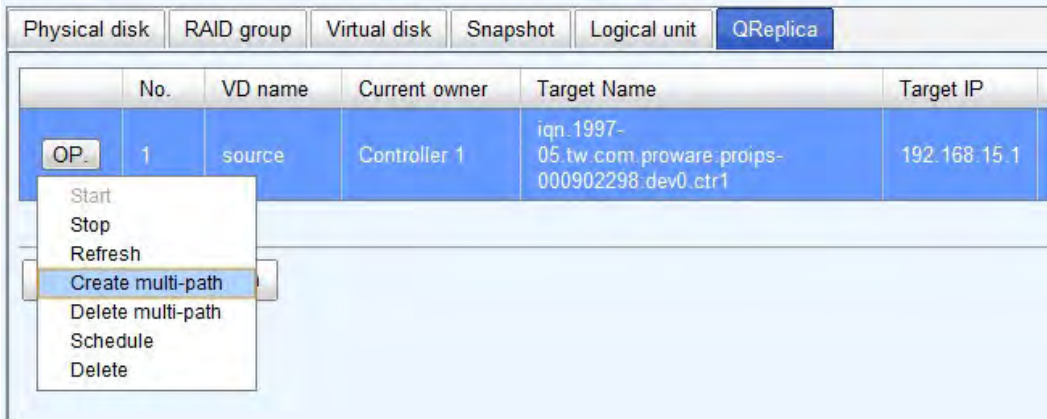 Physical disk RAID group Virtual disk Snapshot Logical unit QReplica
No. VD name Current owner Target Name Target IP
OP. 1 source Controller 1 iqn.1997-
05.tw.com.proware:proips-
000902298:dev0.ctr1 192.168.15.1
Start
Stop
Refresh
Create multi-path
Delete multi-path
Schedule
Delete